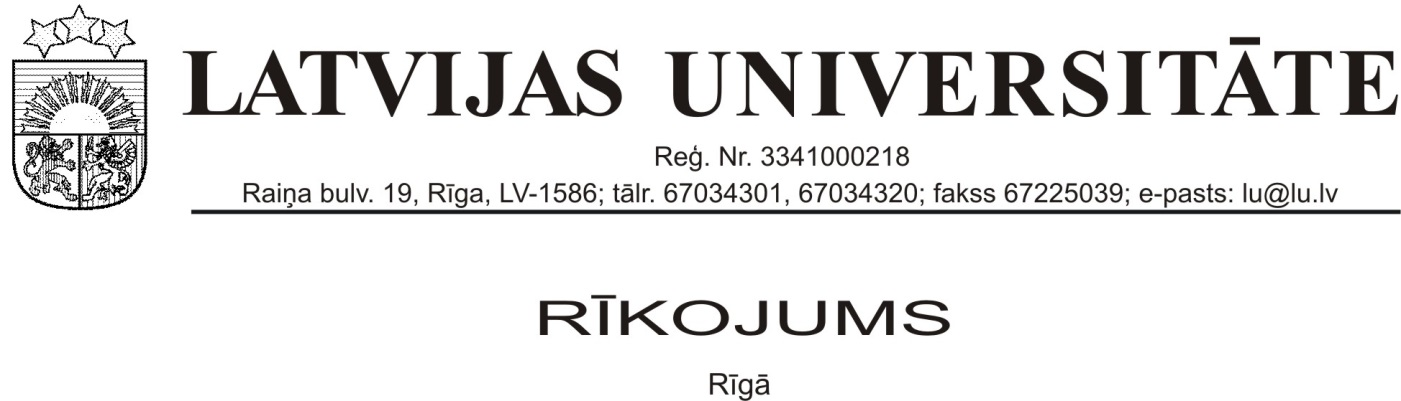 LATVIJAS UNIVERSITĀTE
Reģ. Nr. 3341000218
Raiņa bulv. 19, Rīga, LV-1586; tālr. 67034301, 67034320; fakss 67225039; e-pasts: lu@lu.lv
RĪKOJUMS
Rīgā